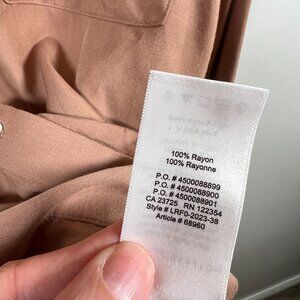 100% Rayon
100% Rayonne
P.O. # 4500088899
P.O. # 4500088900
P.O. # 4500088901
CA 23725 RN 122354
Style # LRF0-2023-38
Article # 68960